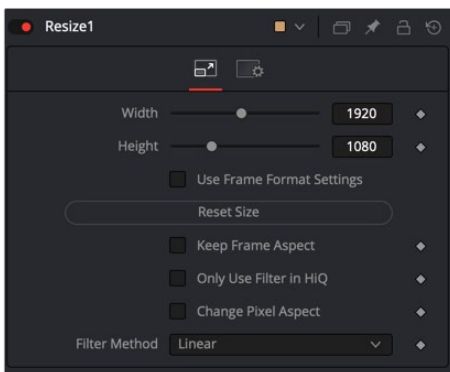 Resize1
Width 1920
Height 1080
Use Frame Format Settings
Reset Size
Keep Frame Aspect
Only Use Filter in HiQ
Change Pixel Aspect
Filter Method Linear